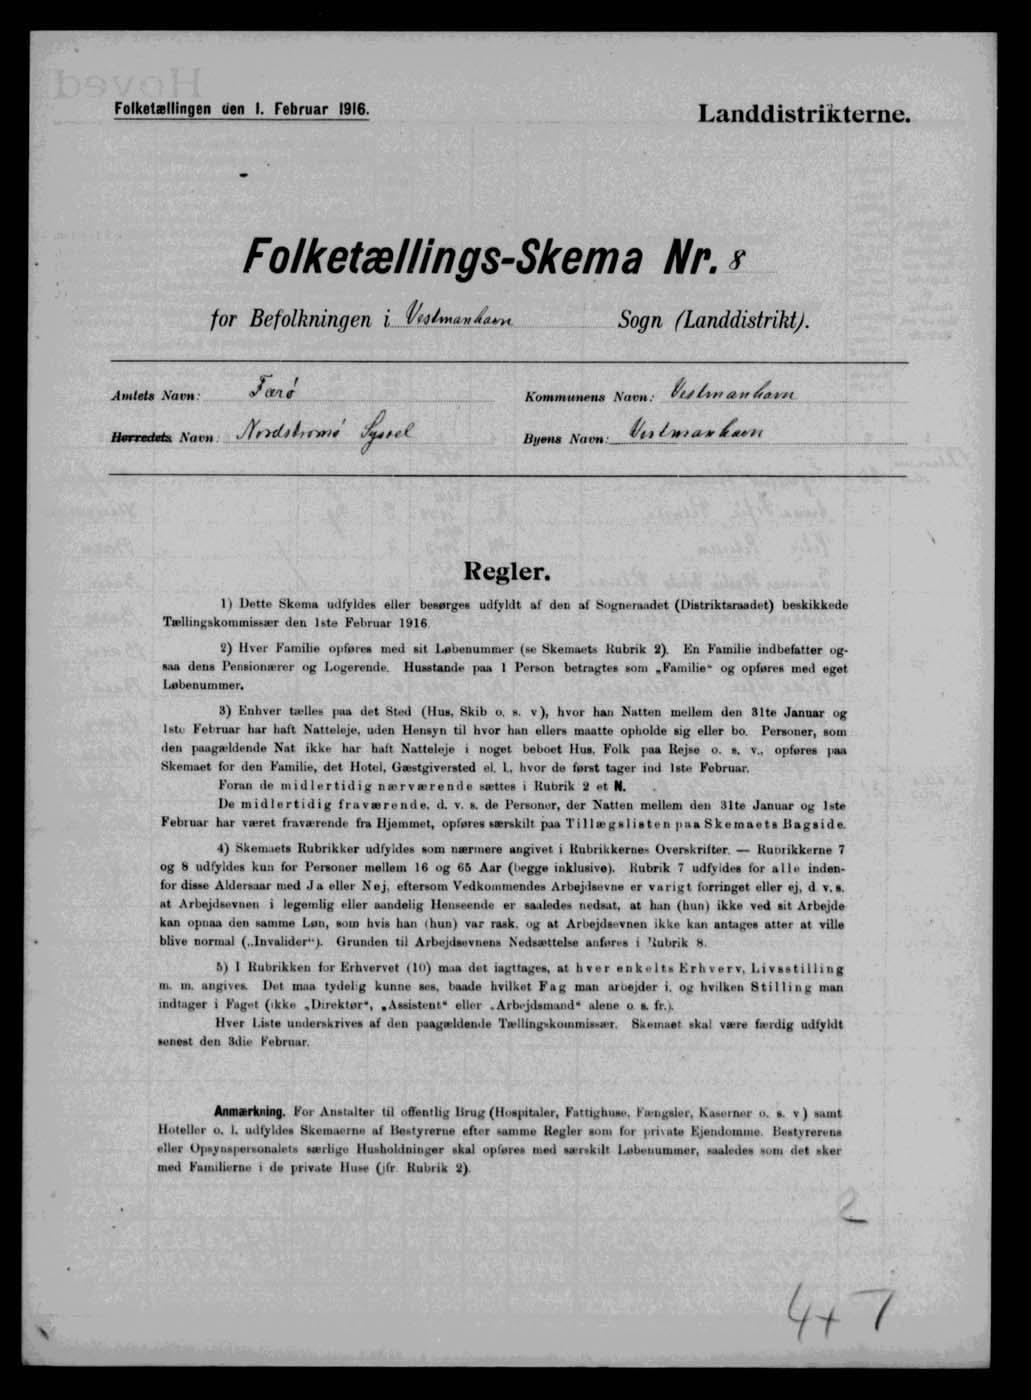 Folketællingen den 1. Februar 1916.
Landdistrikterne.
Folketællings-Skema Nr. 8
for Befolkningen i Vestmanhavn Sogn (Landdistrikt).
Amtets Navn: Færø
Kommunens Navn: Vestmanhavn
Herredets Navn: Nordstrømø Syssel
Byens Navn: Vestmanhavn
Regler.
1) Dette Skema udfyldes eller besørges udfyldt af den af Sogneraadet (Distriktsraadet) beskikkede
Tællingskommissær den 1ste Februar 1916.
2) Hver Familie opføres med sit Løbenummer (se Skemaets Rubrik 2). En Familie indbefatter og-
saa dens Pensionærer og Logerende. Husstande paa 1 Person betragtes som „Familie“ og opføres med eget
Løbenummer.
3) Enhver tælles paa det Sted (Hus, Skib o. s. v), hvor han Natten mellem den 31te Januar og
1ste Februar har haft Natteleje, uden Hensyn til hvor han ellers maatte opholde sig eller bo. Personer, som
den paagældende Nat ikke har haft Natteleje i noget beboet Hus, Folk paa Rejse o. s. v., opføres paa
Skemaet for den Familie, det Hotel, Gæstgiversted el. l., hvor de først tager ind 1ste Februar.
Foran de midlertidig nærværende sættes i Rubrik 2 et N.
De midlertidig fraværende, d. v. s. de Personer, der Natten mellem den 31te Januar og 1ste
Februar har været fraværende fra Hjemmet, opføres særskilt paa Tillægslisten paa Skemaets Bagside.
4) Skemaets Rubrikker udfyldes som nærmere angivet i Rubrikkernes Overskrifter. — Rubrikkerne 7
og 8 udfyldes kun for Personer mellem 16 og 65 Aar (begge inklusive). Rubrik 7 udfyldes for alle inden-
for disse Aldersaar med Ja eller Nej, eftersom Vedkommendes Arbejdsevne er varigt forringet eller ej, d. v. s.
at Arbejdsevnen i legemlig eller aandelig Henseende er saaledes nedsat, at han (hun) ikke ved sit Arbejde
kan opnaa den samme Løn, som hvis han (hun) var rask, og at Arbejdsevnen ikke kan antages atter at ville
blive normal („Invalider“). Grunden til Arbejdsevnens Nedsættelse anføres i Rubrik 8.
5) I Rubrikken for Erhvervet (10) maa det iagttages, at hver enkelts Erhverv, Livsstilling
m. m. angives. Det maa tydelig kunne ses, baade hvilket Fag man arbejder i, og hvilken Stilling man
indtager i Faget (ikke „Direktør“, „Assistent“ eller „Arbejdsmand“ alene o. s. fr.).
Hver Liste underskrives af den paagældende Tællingskommissær. Skemaet skal være færdig udfyldt
senest den 3die Februar.
Anmærkning. For Anstalter til offentlig Brug (Hospitaler, Fattighuse, Fængsler, Kaserner o. s. v) samt
Hoteller o. l. udfyldes Skemaerne af Bestyrerne efter samme Regler som for private Ejendomme. Bestyrerens
eller Opsynspersonalets særlige Husholdninger skal opføres med særskilt Løbenummer, saaledes som det sker
med Familierne i de private Huse (jfr. Rubrik 2).
2
4+7